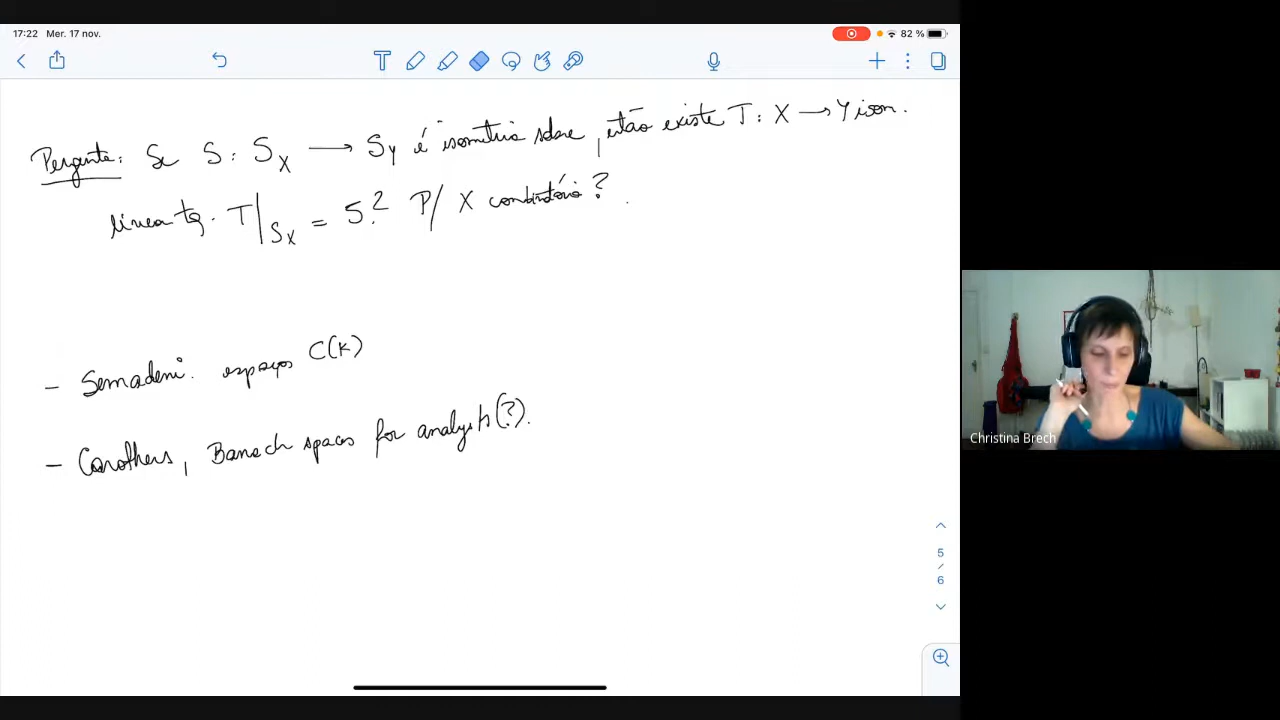 17:22 Mer. 17 nov.
82 %
Pergunta: Se S : S_X → S_Y é isometria sobre, então existe T : X → Y isom.
linear tq. T|_{S_X} = S? P/ X combinatório?
- Semadeni. espaços C(K)
- Carothers, Banach spaces for analysts(?).
Christina Brech
5
/
6